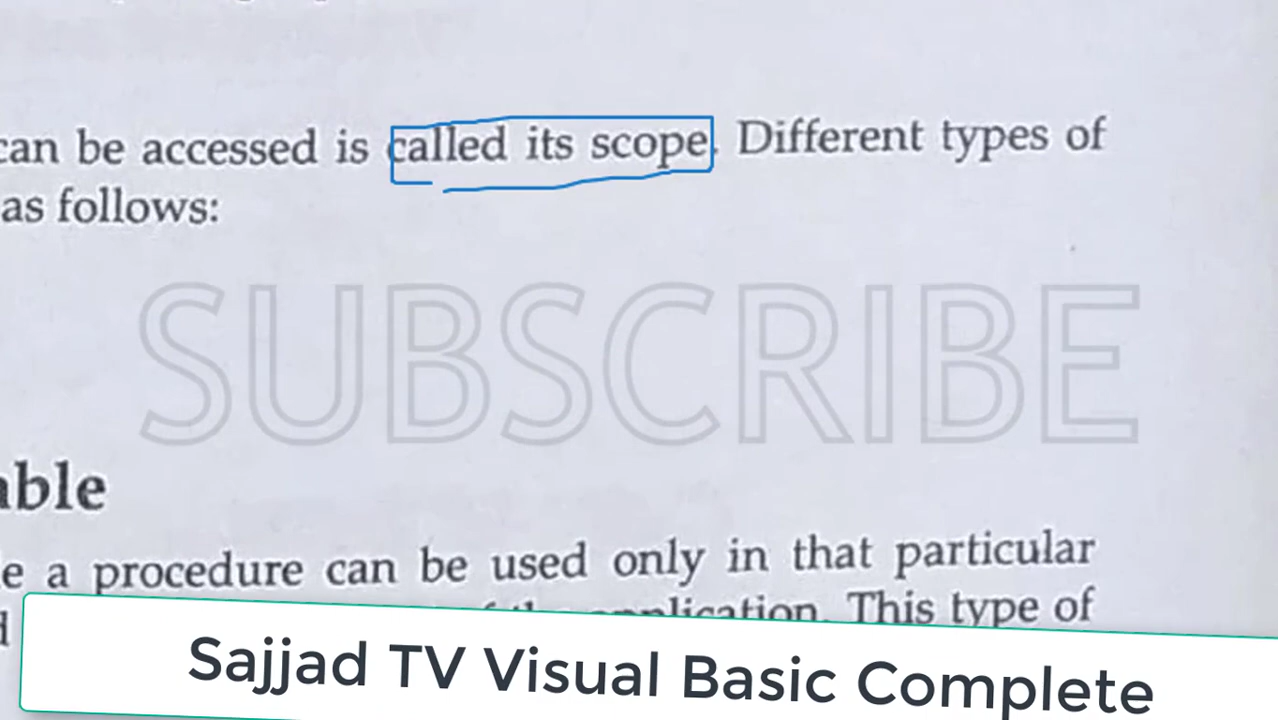 can be accessed is called its scope. Different types of
as follows:
SUBSCRIBE
able
e a procedure can be used only in that particular
application. This type of
Sajjad TV Visual Basic Complete